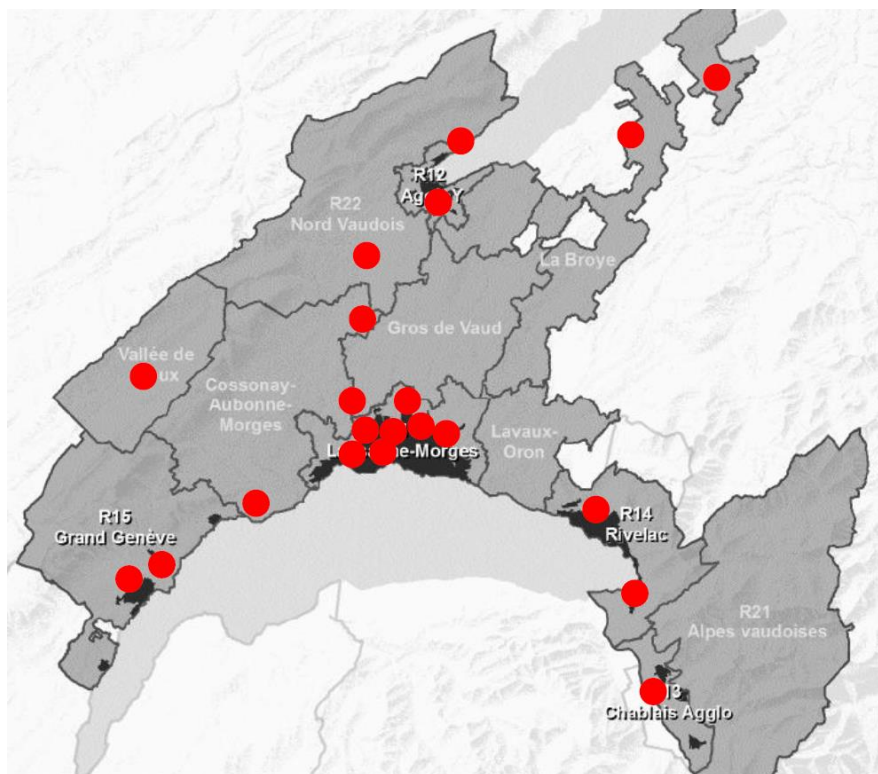 R12
R22
Nord Vaudois
La Broye
Gros de Vaud
Vallée de
Cossonay-
Aubonne-
Morges
Lavaux-
Oron
R15
Grand Genève
R14
Rivelac
R21
Alpes vaudoises
Chablais Agglo